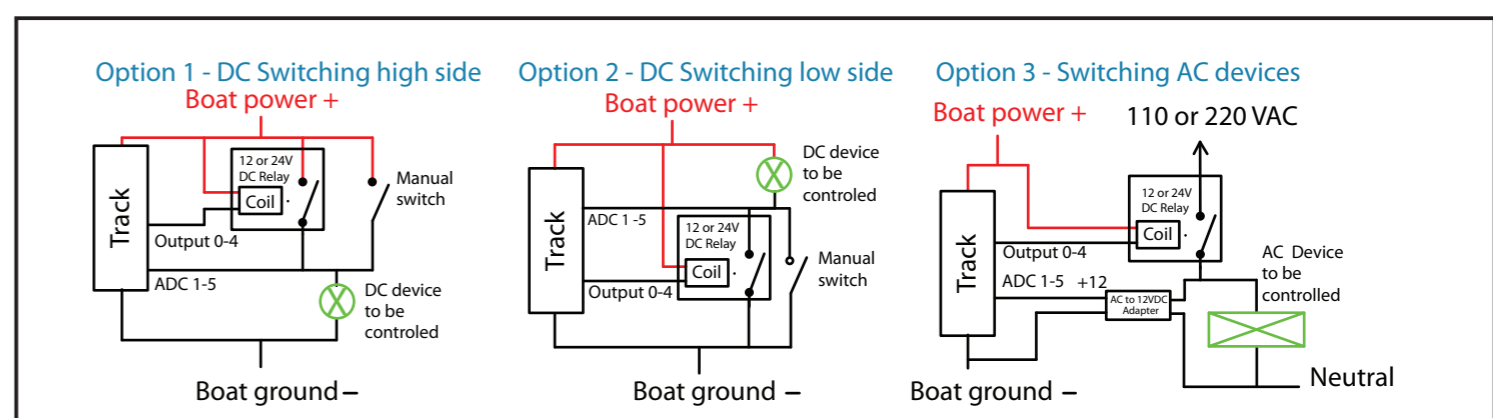 Option 1 - DC Switching high side
Boat power +
12 or 24V
DC Relay
Coil
Manual
switch
Track
Output 0-4
ADC 1-5
DC device
to be
controled
Boat ground –
Option 2 - DC Switching low side
Boat power +
DC device
to be
controled
Track
ADC 1 -5
12 or 24V
DC Relay
Coil
Manual
switch
Output 0-4
Boat ground –
Option 3 - Switching AC devices
Boat power +
110 or 220 VAC
12 or 24V
DC Relay
Coil
Track
Output 0-4
AC Device
to be
controlled
ADC 1-5 +12
AC to 12VDC
Adapter
Boat ground –
Neutral